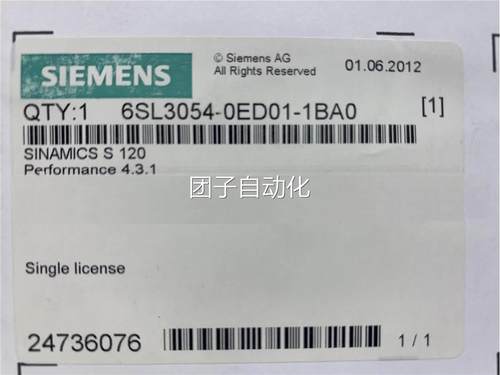 SIEMENS
© Siemens AG
All Rights Reserved
01.06.2012
QTY:1 6SL3054-0ED01-1BA0 [1]
SINAMICS S 120
Performance 4.3.1
团子自动化
Single license
24736076 1 / 1